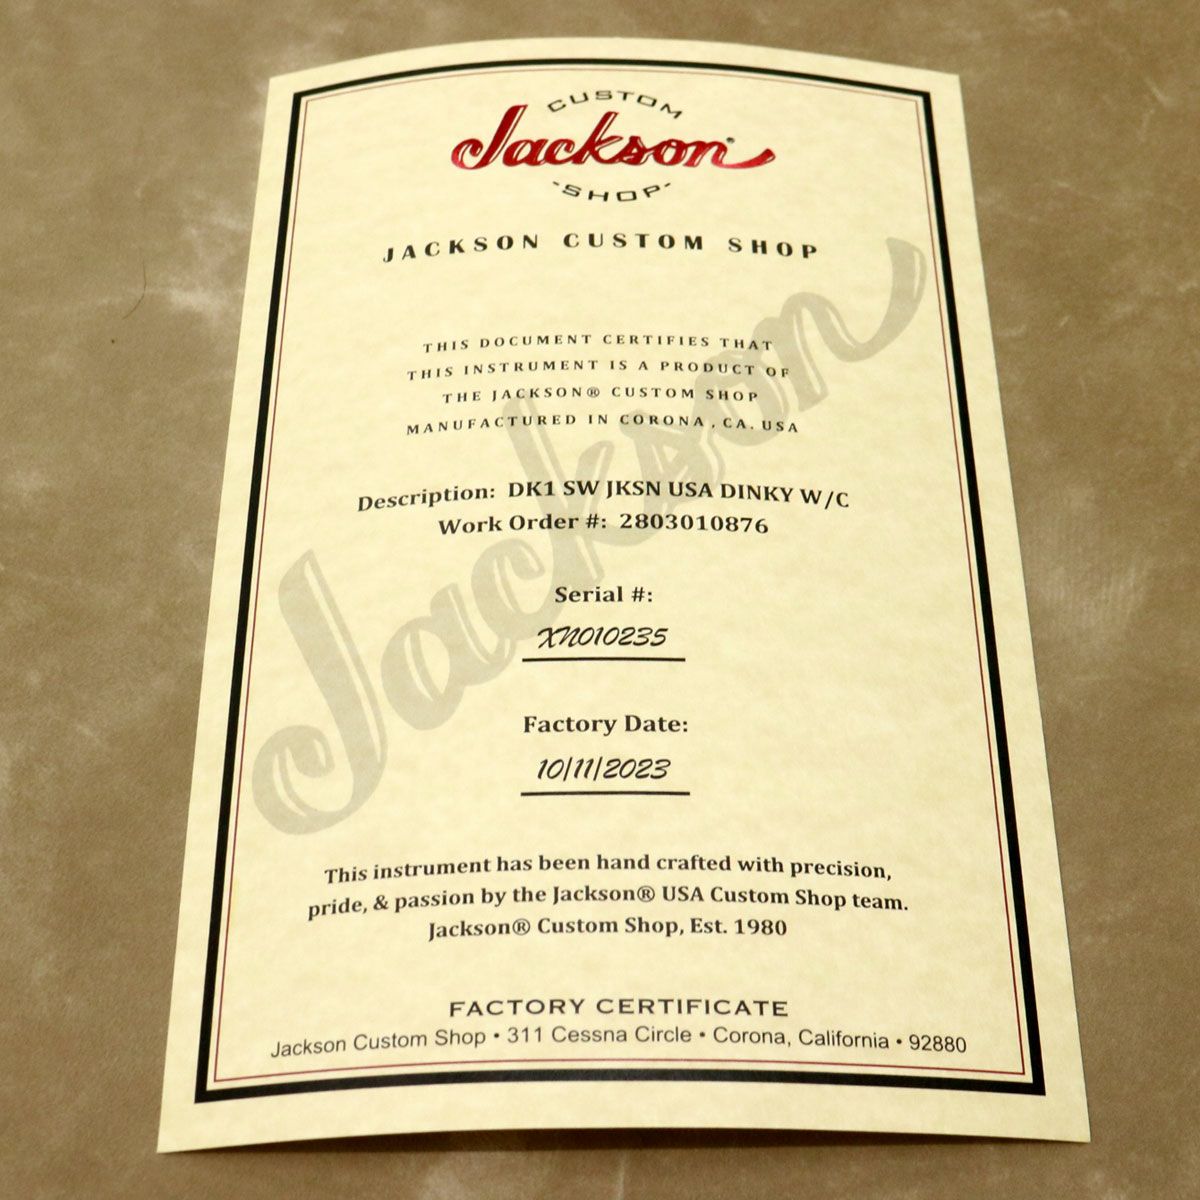 CUSTOM
Jackson®
-SHOP-
JACKSON CUSTOM SHOP
THIS DOCUMENT CERTIFIES THAT
THIS INSTRUMENT IS A PRODUCT OF
THE JACKSON® CUSTOM SHOP
MANUFACTURED IN CORONA, CA. USA
Description: DK1 SW JKSN USA DINKY W/C
Work Order #: 2803010876
Serial #:
XN010235
Factory Date:
10/11/2023
This instrument has been hand crafted with precision,
pride, & passion by the Jackson® USA Custom Shop team.
Jackson® Custom Shop, Est. 1980
FACTORY CERTIFICATE
Jackson Custom Shop • 311 Cessna Circle • Corona, California • 92880
Jackson